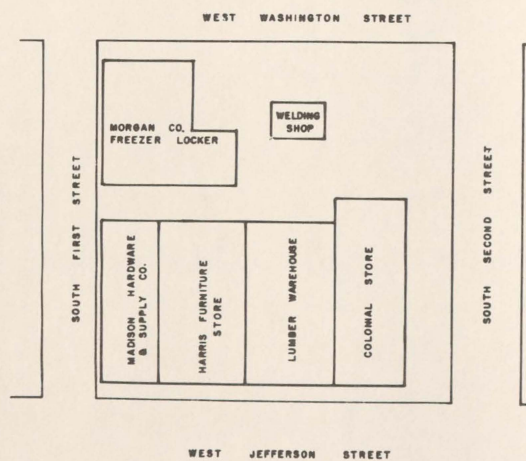 WEST WASHINGTON STREET
MORGAN CO.
FREEZER LOCKER
WELDING
SHOP
SOUTH FIRST STREET
SOUTH SECOND STREET
MADISON HARDWARE
& SUPPLY CO.
HARRIS FURNITURE
STORE
LUMBER WAREHOUSE
COLONIAL STORE
WEST JEFFERSON STREET